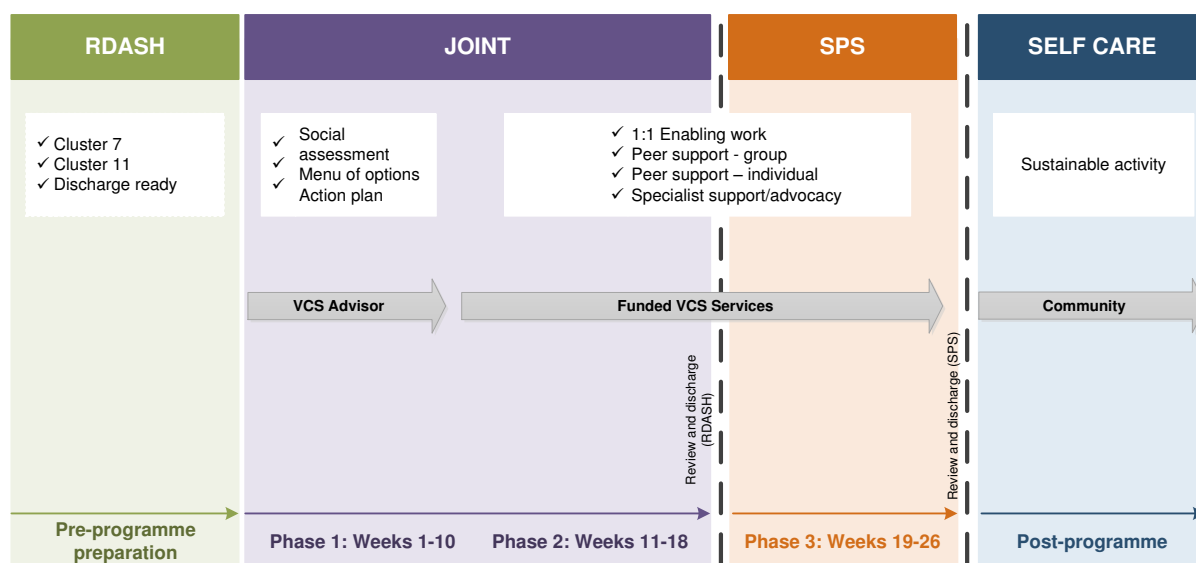 RDASH
JOINT
SPS
SELF CARE
✓ Cluster 7
✓ Cluster 11
✓ Discharge ready
✓ Social
✓ assessment
✓ Menu of options
Action plan
✓ 1:1 Enabling work
✓ Peer support - group
✓ Peer support – individual
✓ Specialist support/advocacy
Sustainable activity
VCS Advisor
Funded VCS Services
Community
Review and discharge
(RDASH)
Review and discharge (SPS)
Pre-programme
preparation
Phase 1: Weeks 1-10
Phase 2: Weeks 11-18
Phase 3: Weeks 19-26
Post-programme